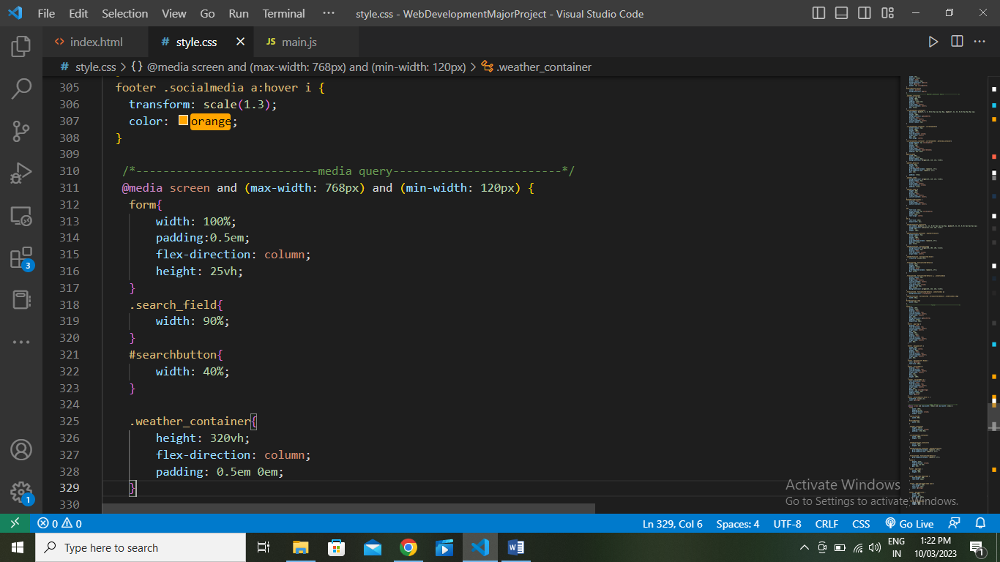 File Edit Selection View Go Run Terminal ··· style.css - WebDevelopmentMajorProject - Visual Studio Code
<> index.html # style.css JS main.js
# style.css > {} @media screen and (max-width: 768px) and (min-width: 120px) > .weather_container
305 footer .socialmedia a:hover i {
306 transform: scale(1.3);
307 color: orange;
308 }
309
310 /*---------------------------media query-------------------------*/
311 @media screen and (max-width: 768px) and (min-width: 120px) {
312 form{
313 width: 100%;
314 padding:0.5em;
315 flex-direction: column;
316 height: 25vh;
317 }
318 .search_field{
319 width: 90%;
320 }
321 #searchbutton{
322 width: 40%;
323 }
324
325 .weather_container{
326 height: 320vh;
327 flex-direction: column;
328 padding: 0.5em 0em;
329 }
330
3
1
Activate Windows
Go to Settings to activate Windows.
0 0 Ln 329, Col 6 Spaces: 4 UTF-8 CRLF CSS Go Live
Type here to search
ENG
IN
1:22 PM
10/03/2023
1